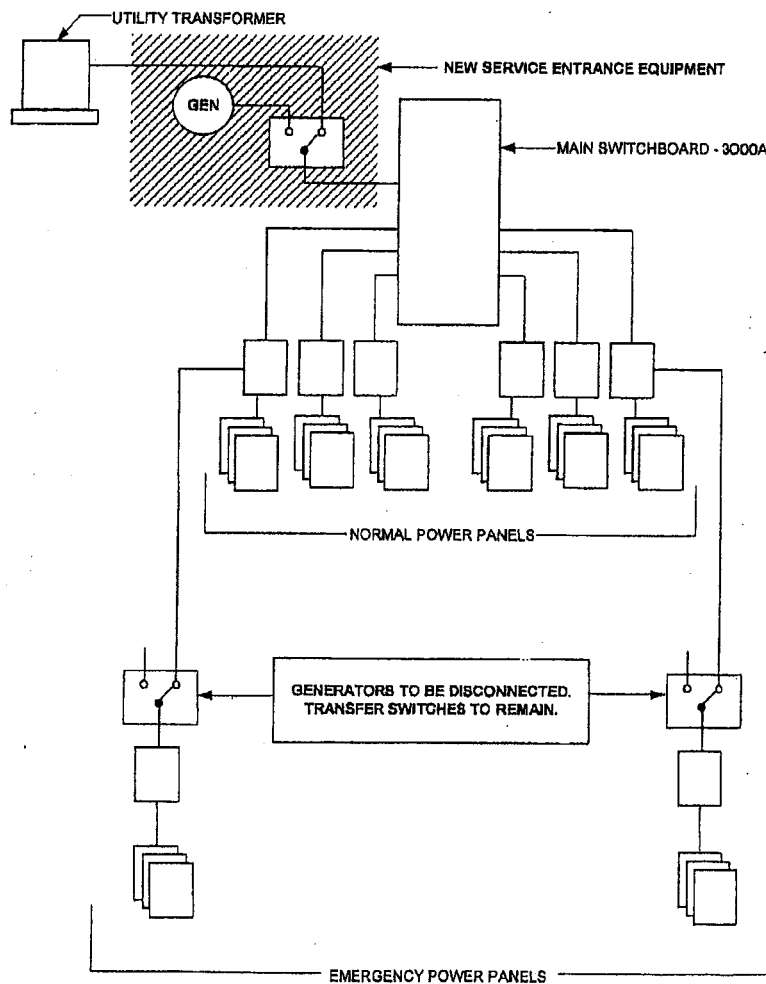 UTILITY TRANSFORMER
NEW SERVICE ENTRANCE EQUIPMENT
GEN
MAIN SWITCHBOARD - 3000A
NORMAL POWER PANELS
GENERATORS TO BE DISCONNECTED.
TRANSFER SWITCHES TO REMAIN.
EMERGENCY POWER PANELS